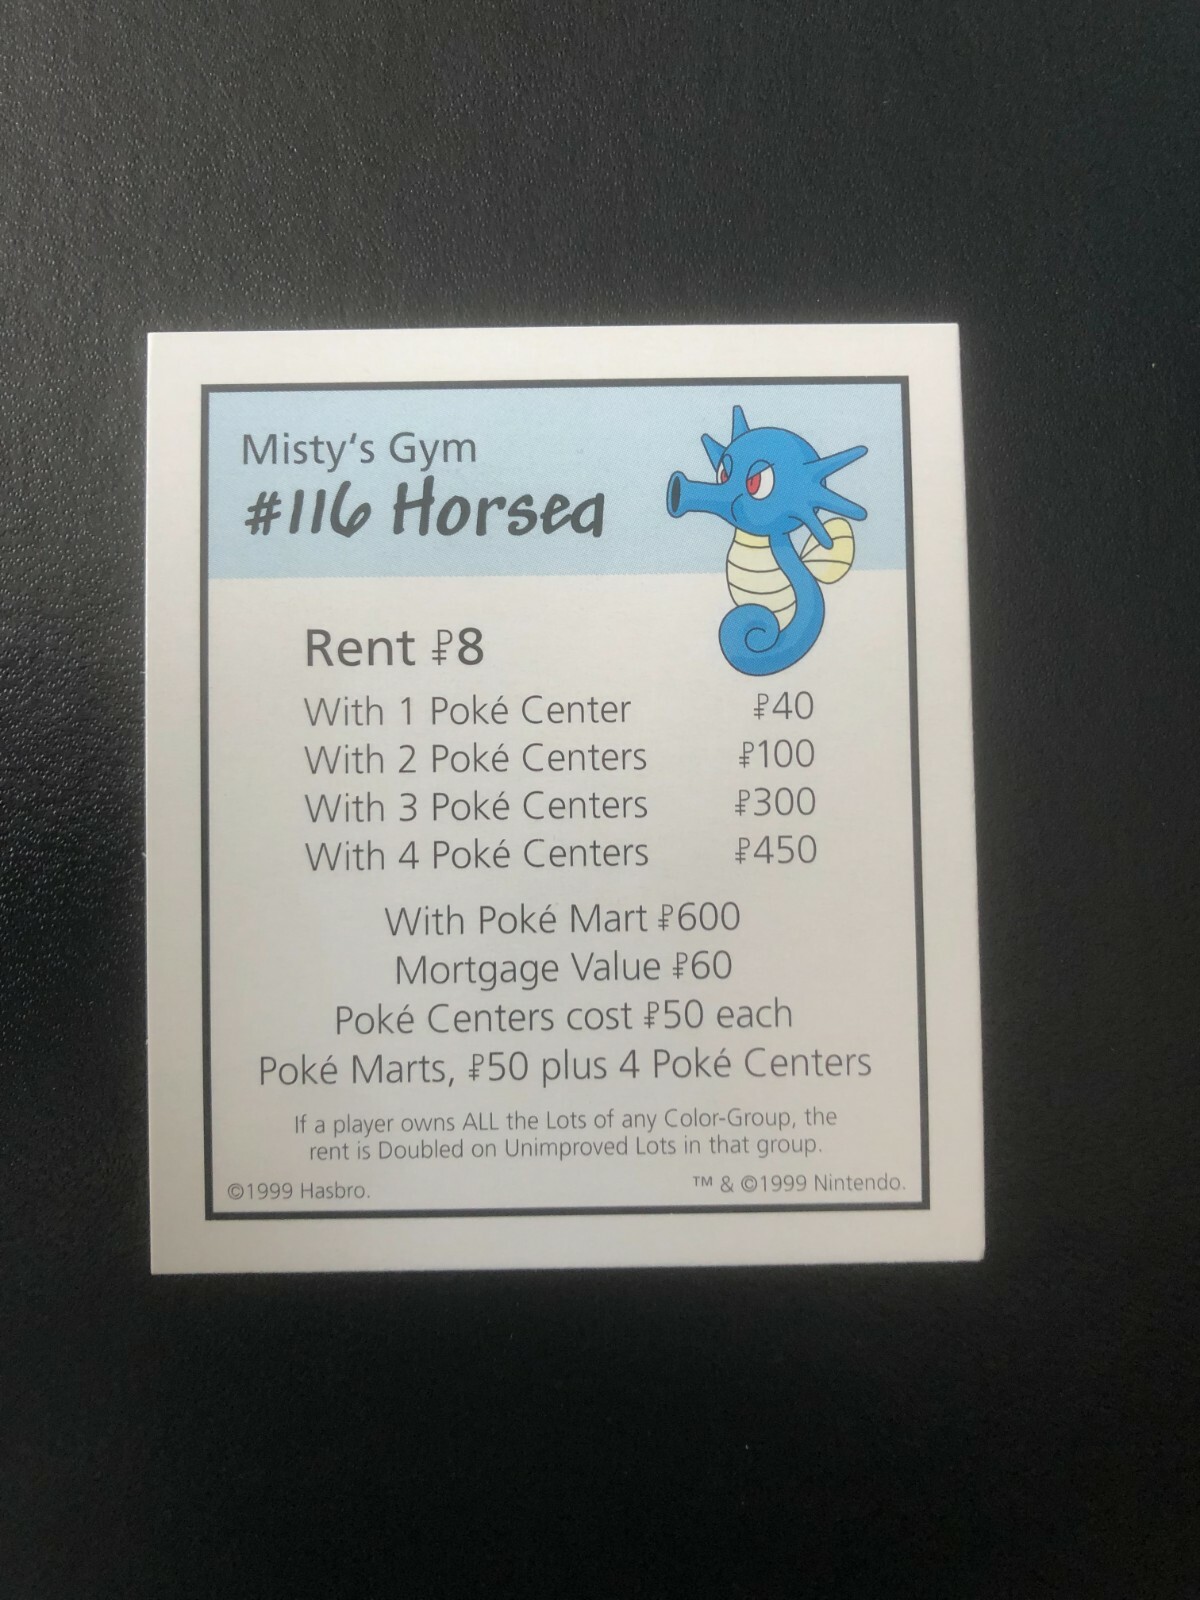 Misty‘s Gym
#116 Horsea
Rent ₽8
With 1 Poké Center ₽40
With 2 Poké Centers ₽100
With 3 Poké Centers ₽300
With 4 Poké Centers ₽450
With Poké Mart ₽600
Mortgage Value ₽60
Poké Centers cost ₽50 each
Poké Marts, ₽50 plus 4 Poké Centers
If a player owns ALL the Lots of any Color-Group, the
rent is Doubled on Unimproved Lots in that group.
©1999 Hasbro. ™ & ©1999 Nintendo.